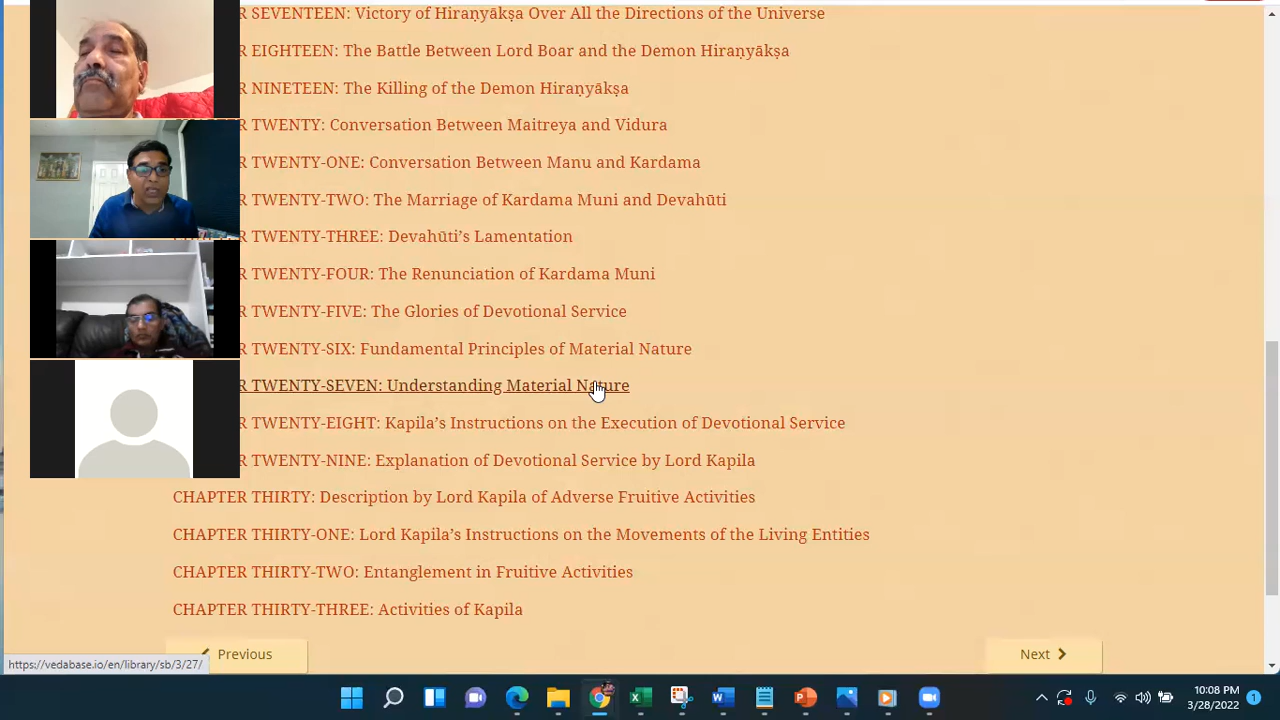 R SEVENTEEN: Victory of Hiraṇyākṣa Over All the Directions of the Universe
R EIGHTEEN: The Battle Between Lord Boar and the Demon Hiraṇyākṣa
R NINETEEN: The Killing of the Demon Hiraṇyākṣa
TWENTY: Conversation Between Maitreya and Vidura
R TWENTY-ONE: Conversation Between Manu and Kardama
R TWENTY-TWO: The Marriage of Kardama Muni and Devahūti
R TWENTY-THREE: Devahūti’s Lamentation
R TWENTY-FOUR: The Renunciation of Kardama Muni
R TWENTY-FIVE: The Glories of Devotional Service
R TWENTY-SIX: Fundamental Principles of Material Nature
R TWENTY-SEVEN: Understanding Material Nature
R TWENTY-EIGHT: Kapila’s Instructions on the Execution of Devotional Service
R TWENTY-NINE: Explanation of Devotional Service by Lord Kapila
CHAPTER THIRTY: Description by Lord Kapila of Adverse Fruitive Activities
CHAPTER THIRTY-ONE: Lord Kapila’s Instructions on the Movements of the Living Entities
CHAPTER THIRTY-TWO: Entanglement in Fruitive Activities
CHAPTER THIRTY-THREE: Activities of Kapila
Previous
Next
https://vedabase.io/en/library/sb/3/27/
10:08 PM
3/28/2022
1